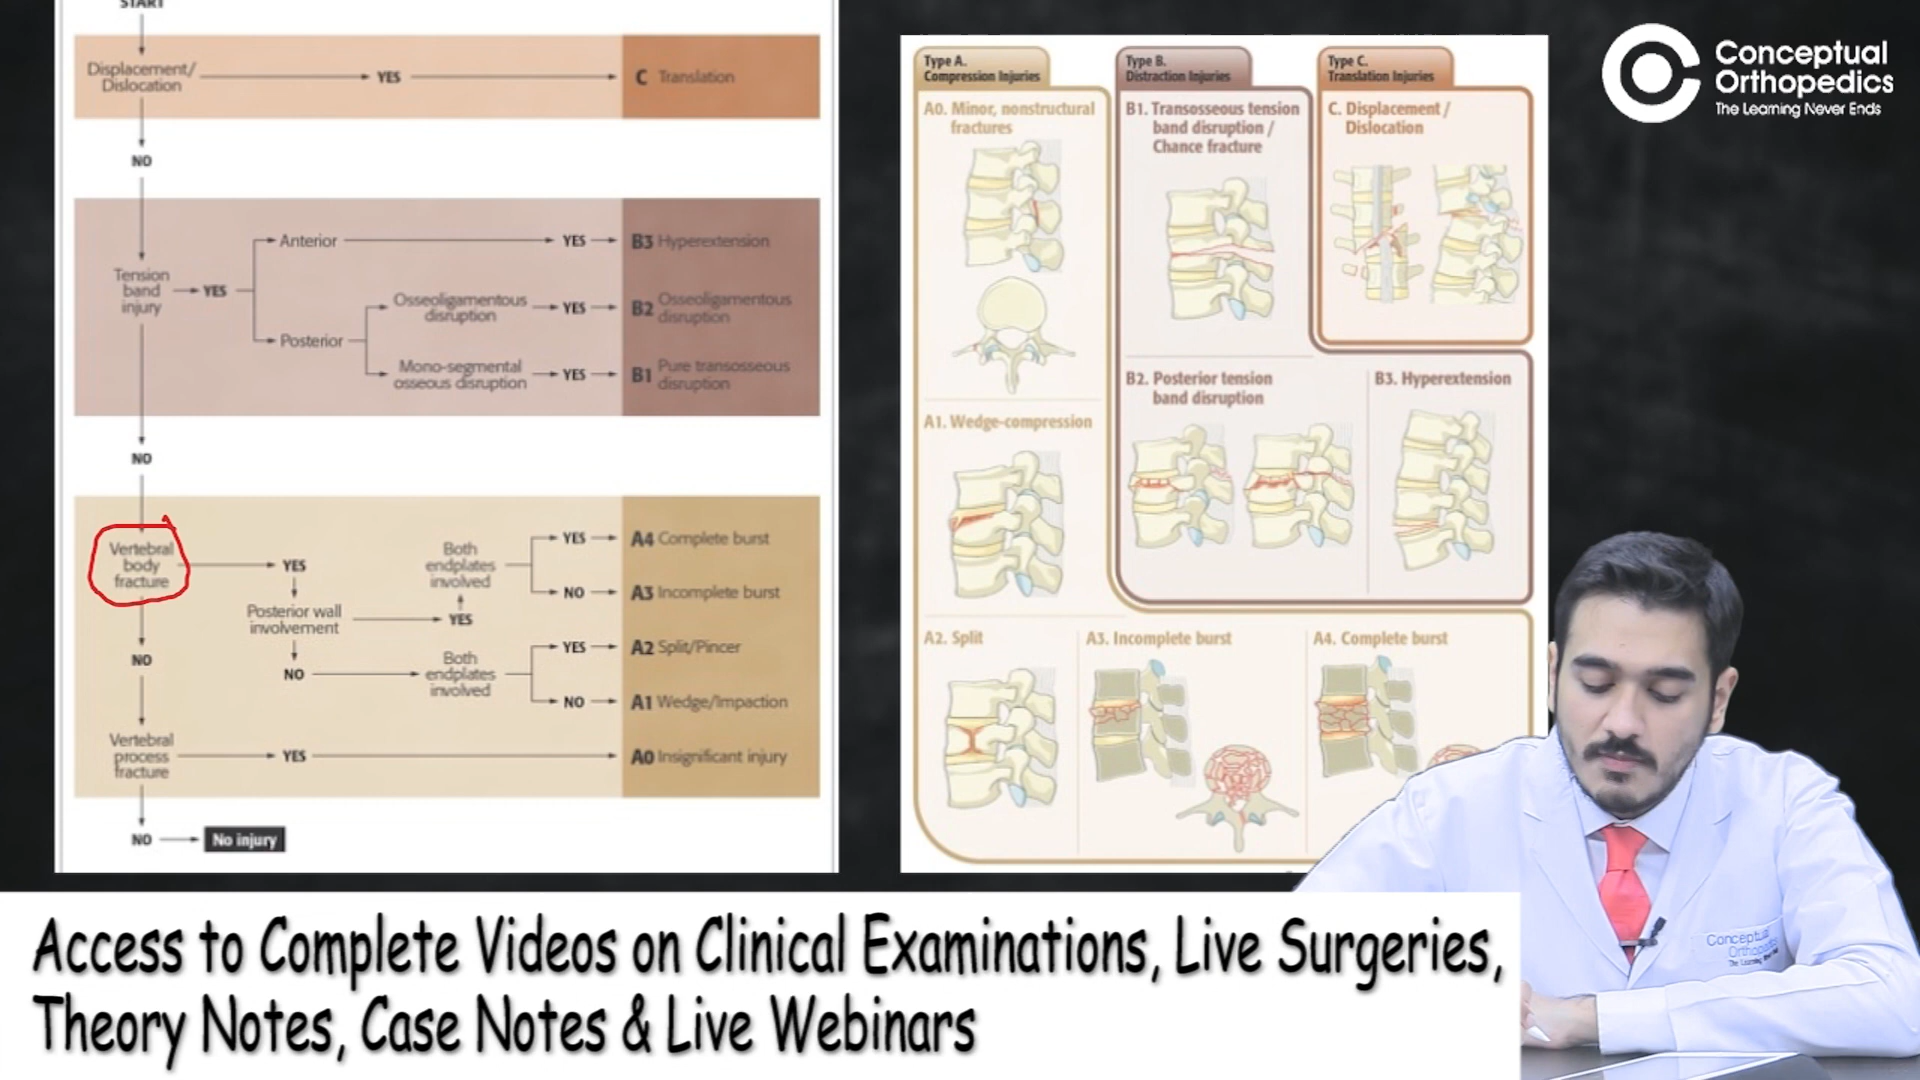 START
Displacement/
Dislocation
YES
C Translation
NO
Tension
band
injury
YES
Anterior
YES
B3 Hyperextension
Posterior
Osseoligamentous
disruption
YES
B2 Osseoligamentous
disruption
Mono-segmental
osseous disruption
YES
B1 Pure transosseous
disruption
NO
Vertebral
body
fracture
YES
Posterior wall
involvement
YES
Both
endplates
involved
YES
A4 Complete burst
NO
A3 Incomplete burst
NO
Both
endplates
involved
YES
A2 Split/Pincer
NO
A1 Wedge/Impaction
NO
Vertebral
process
fracture
YES
A0 Insignificant injury
NO
No injury
Type A.
Compression Injuries
Type B.
Distraction Injuries
Type C.
Translation Injuries
A0. Minor, nonstructural
fractures
B1. Transosseous tension
band disruption /
Chance fracture
C. Displacement /
Dislocation
A1. Wedge-compression
B2. Posterior tension
band disruption
B3. Hyperextension
A2. Split
A3. Incomplete burst
A4. Complete burst
Conceptual
Orthopedics
The Learning Never Ends
Conceptual
Orthopedics
Access to Complete Videos on Clinical Examinations, Live Surgeries,
Theory Notes, Case Notes & Live Webinars